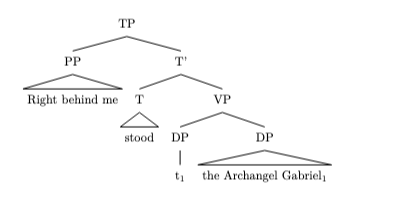 TP
PP T'
Right behind me T VP
stood DP DP
t₁ the Archangel Gabriel₁